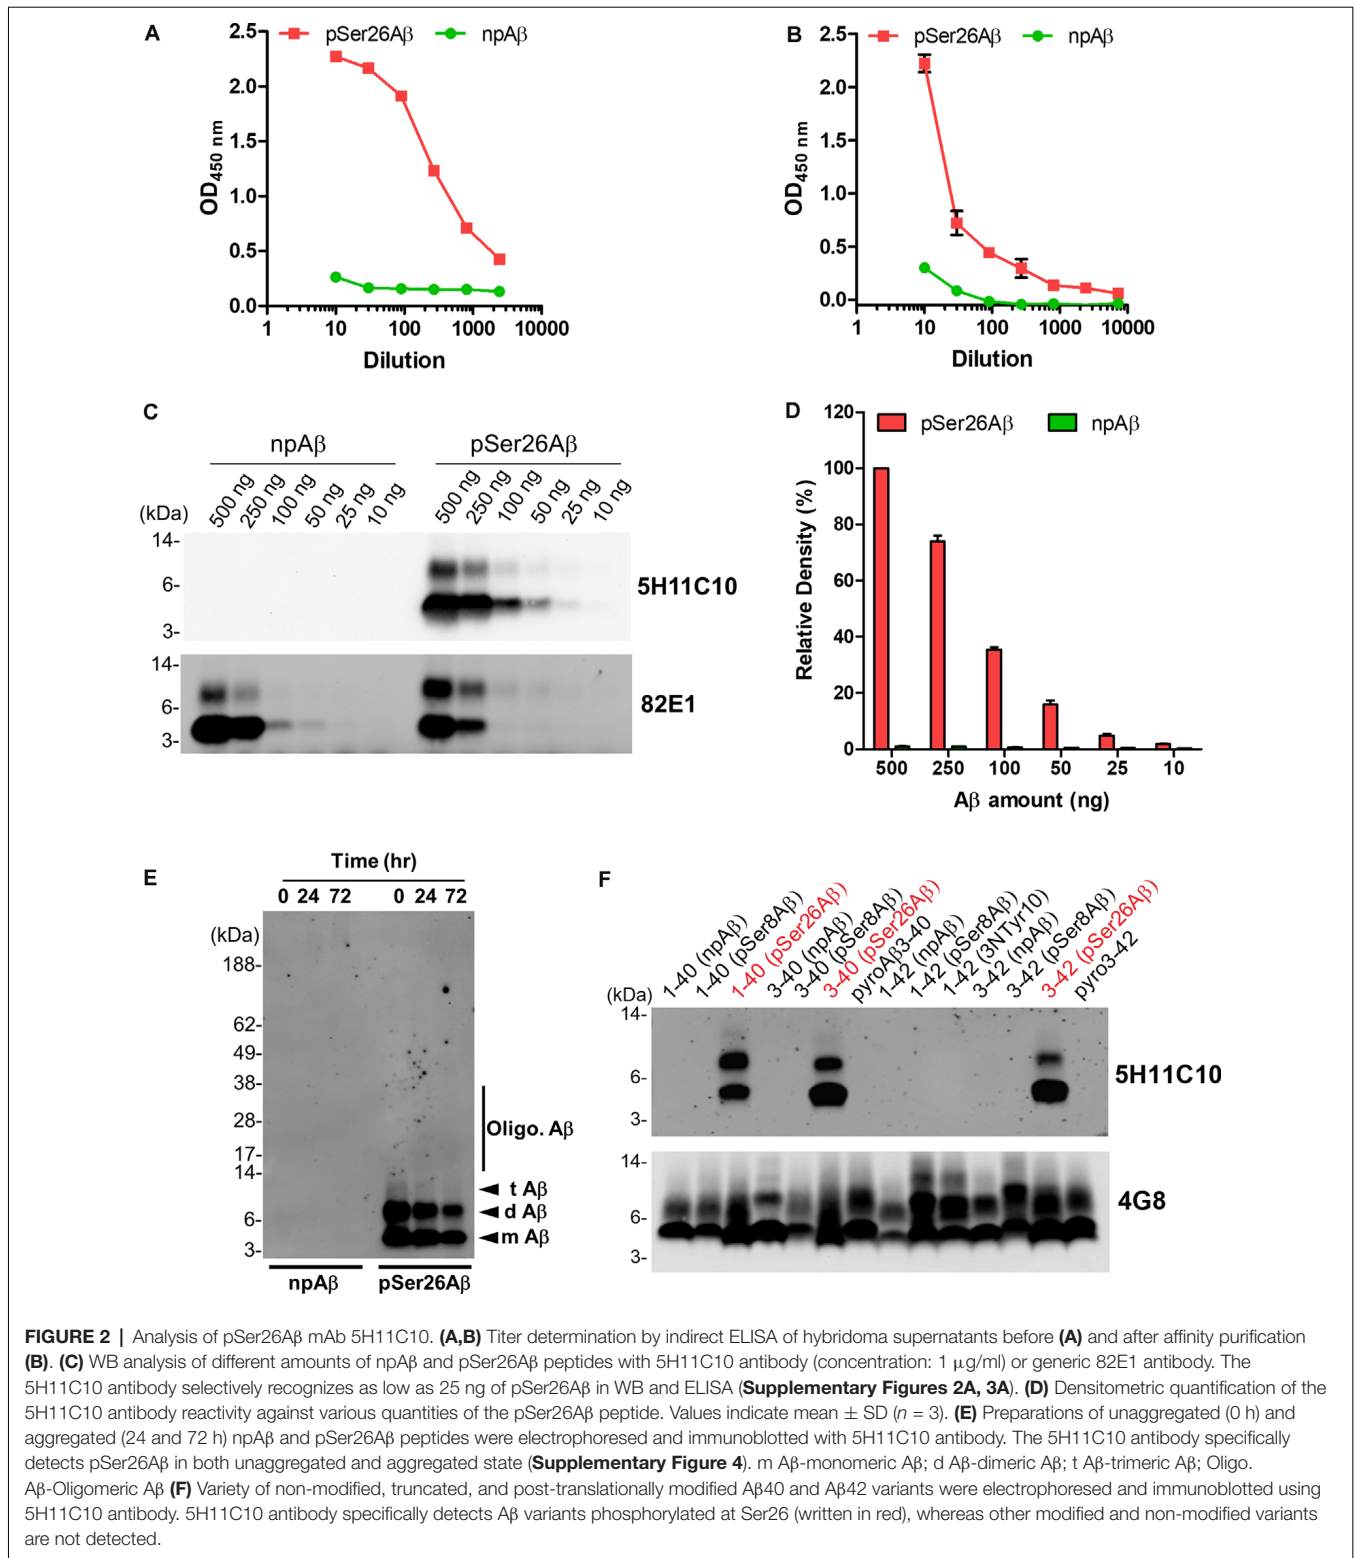 A
pSer26Aβ
npAβ
2.5
2.0
1.5
1.0
0.5
0.0
OD450 nm
1
10
100
1000
10000
Dilution
B
pSer26Aβ
npAβ
2.5
2.0
1.5
1.0
0.5
0.0
OD450 nm
1
10
100
1000
10000
Dilution
C
npAβ
pSer26Aβ
500 ng
250 ng
100 ng
50 ng
25 ng
10 ng
500 ng
250 ng
100 ng
50 ng
25 ng
10 ng
(kDa)
14-
6-
3-
5H11C10
14-
6-
3-
82E1
D
pSer26Aβ
npAβ
120
100
80
60
40
20
0
Relative Density (%)
500
250
100
50
25
10
Aβ amount (ng)
E
Time (hr)
0 24 72
0 24 72
(kDa)
188-
62-
49-
38-
28-
17-
14-
6-
3-
Oligo. Aβ
t Aβ
d Aβ
m Aβ
npAβ
pSer26Aβ
F
1-40 (npAβ)
1-40 (pSer8Aβ)
1-40 (pSer26Aβ)
3-40 (npAβ)
3-40 (pSer8Aβ)
3-40 (pSer26Aβ)
pyroAβ3-40
1-42 (npAβ)
1-42 (pSer8Aβ)
1-42 (3NTyr10)
3-42 (npAβ)
3-42 (pSer8Aβ)
3-42 (pSer26Aβ)
pyro3-42
(kDa)
14-
6-
3-
5H11C10
14-
6-
3-
4G8
FIGURE 2 | Analysis of pSer26Aβ mAb 5H11C10. (A,B) Titer determination by indirect ELISA of hybridoma supernatants before (A) and after affinity purification
(B). (C) WB analysis of different amounts of npAβ and pSer26Aβ peptides with 5H11C10 antibody (concentration: 1 μg/ml) or generic 82E1 antibody. The
5H11C10 antibody selectively recognizes as low as 25 ng of pSer26Aβ in WB and ELISA (Supplementary Figures 2A, 3A). (D) Densitometric quantification of the
5H11C10 antibody reactivity against various quantities of the pSer26Aβ peptide. Values indicate mean ± SD (n = 3). (E) Preparations of unaggregated (0 h) and
aggregated (24 and 72 h) npAβ and pSer26Aβ peptides were electrophoresed and immunoblotted with 5H11C10 antibody. The 5H11C10 antibody specifically
detects pSer26Aβ in both unaggregated and aggregated state (Supplementary Figure 4). m Aβ-monomeric Aβ; d Aβ-dimeric Aβ; t Aβ-trimeric Aβ; Oligo.
Aβ-Oligomeric Aβ (F) Variety of non-modified, truncated, and post-translationally modified Aβ40 and Aβ42 variants were electrophoresed and immunoblotted using
5H11C10 antibody. 5H11C10 antibody specifically detects Aβ variants phosphorylated at Ser26 (written in red), whereas other modified and non-modified variants
are not detected.